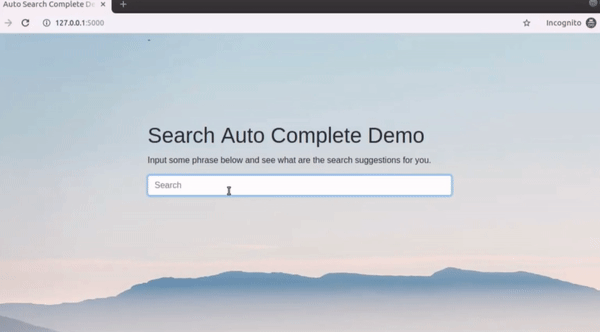 Auto Search Complete De
127.0.0.1:5000
Incognito
Search Auto Complete Demo
Input some phrase below and see what are the search suggestions for you.
Search